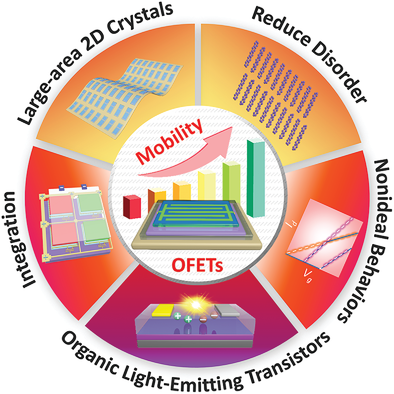 Large-area 2D Crystals
Reduce Disorder
Mobility
OFETs
Integration
Nonideal Behaviors
I_d
V_g
Organic Light-Emitting Transistors